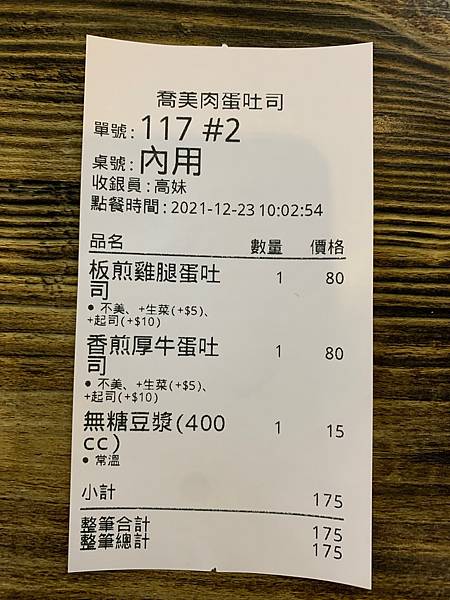 喬美肉蛋吐司
單號：117 #2
桌號：內用
收銀員：高妹
點餐時間：2021-12-23 10:02:54
品名 數量 價格
板煎雞腿蛋吐 1 80
司
● 不美、+生菜(+$5)、
+起司(+$10)
香煎厚牛蛋吐 1 80
司
● 不美、+生菜(+$5)、
+起司(+$10)
無糖豆漿(400 1 15
cc)
● 常溫
小計 175
整筆合計 175
整筆總計 175